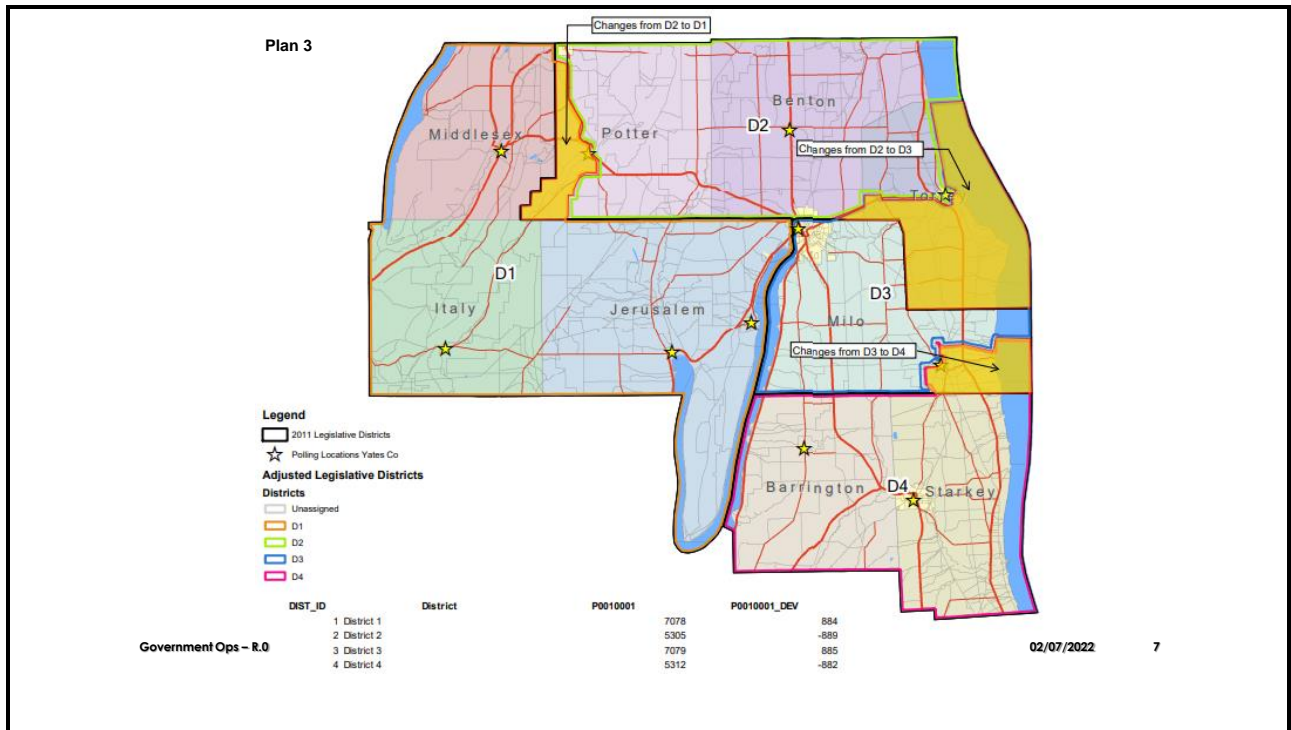 Plan 3
Changes from D2 to D1
Benton
D2
Middlesex
Potter
Changes from D2 to D3
D1
D3
Italy
Jerusalem
Milo
Changes from D3 to D4
Legend
2011 Legislative Districts
Polling Locations Yates Co
Adjusted Legislative Districts
Districts
Unassigned
D1
D2
D3
D4
Barrington
D4
Starkey
DIST_ID District P0010001 P0010001_DEV
1 District 1 7078 884
2 District 2 5305 -889
3 District 3 7079 885
4 District 4 5312 -882
Government Ops – R.0 02/07/2022 7